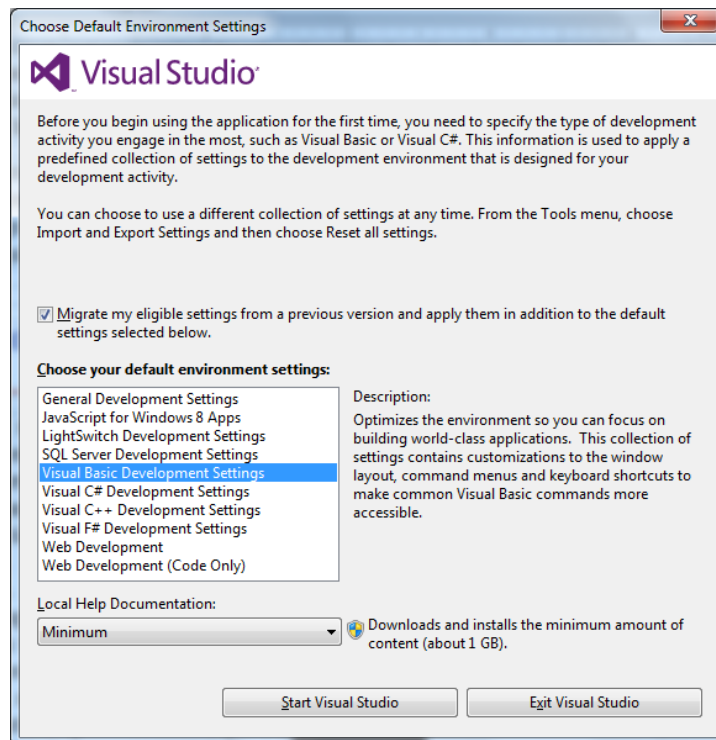 Choose Default Environment Settings
Visual Studio
Before you begin using the application for the first time, you need to specify the type of development
activity you engage in the most, such as Visual Basic or Visual C#. This information is used to apply a
predefined collection of settings to the development environment that is designed for your
development activity.
You can choose to use a different collection of settings at any time. From the Tools menu, choose
Import and Export Settings and then choose Reset all settings.
Migrate my eligible settings from a previous version and apply them in addition to the default
settings selected below.
Choose your default environment settings:
General Development Settings
JavaScript for Windows 8 Apps
LightSwitch Development Settings
SQL Server Development Settings
Visual Basic Development Settings
Visual C# Development Settings
Visual C++ Development Settings
Visual F# Development Settings
Web Development
Web Development (Code Only)
Description:
Optimizes the environment so you can focus on
building world-class applications. This collection of
settings contains customizations to the window
layout, command menus and keyboard shortcuts to
make common Visual Basic commands more
accessible.
Local Help Documentation:
Minimum
Downloads and installs the minimum amount of
content (about 1 GB).
Start Visual Studio
Exit Visual Studio